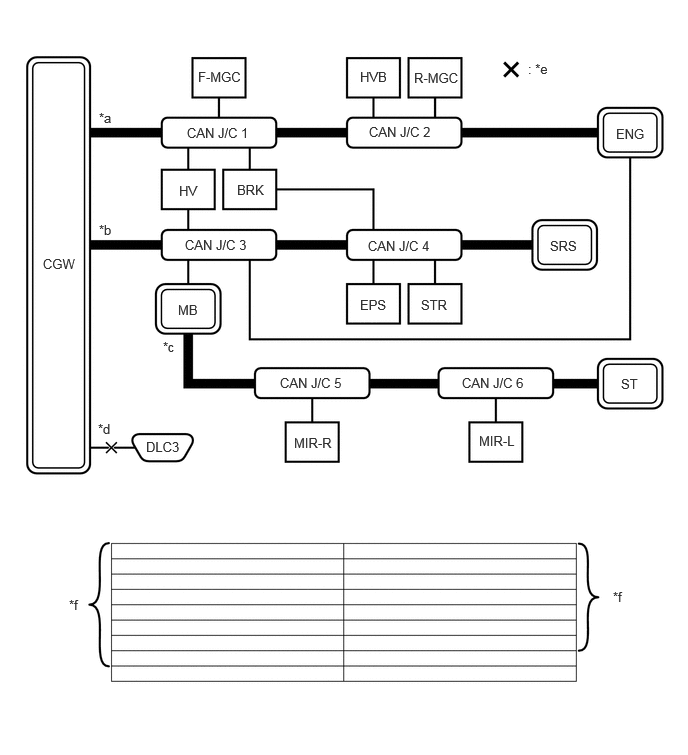 F-MGC
HVB
R-MGC
: *e
*a
CAN J/C 1
CAN J/C 2
ENG
HV
BRK
*b
CAN J/C 3
CAN J/C 4
SRS
CGW
MB
EPS
STR
*c
CAN J/C 5
CAN J/C 6
ST
*d
DLC3
MIR-R
MIR-L
*f
*f